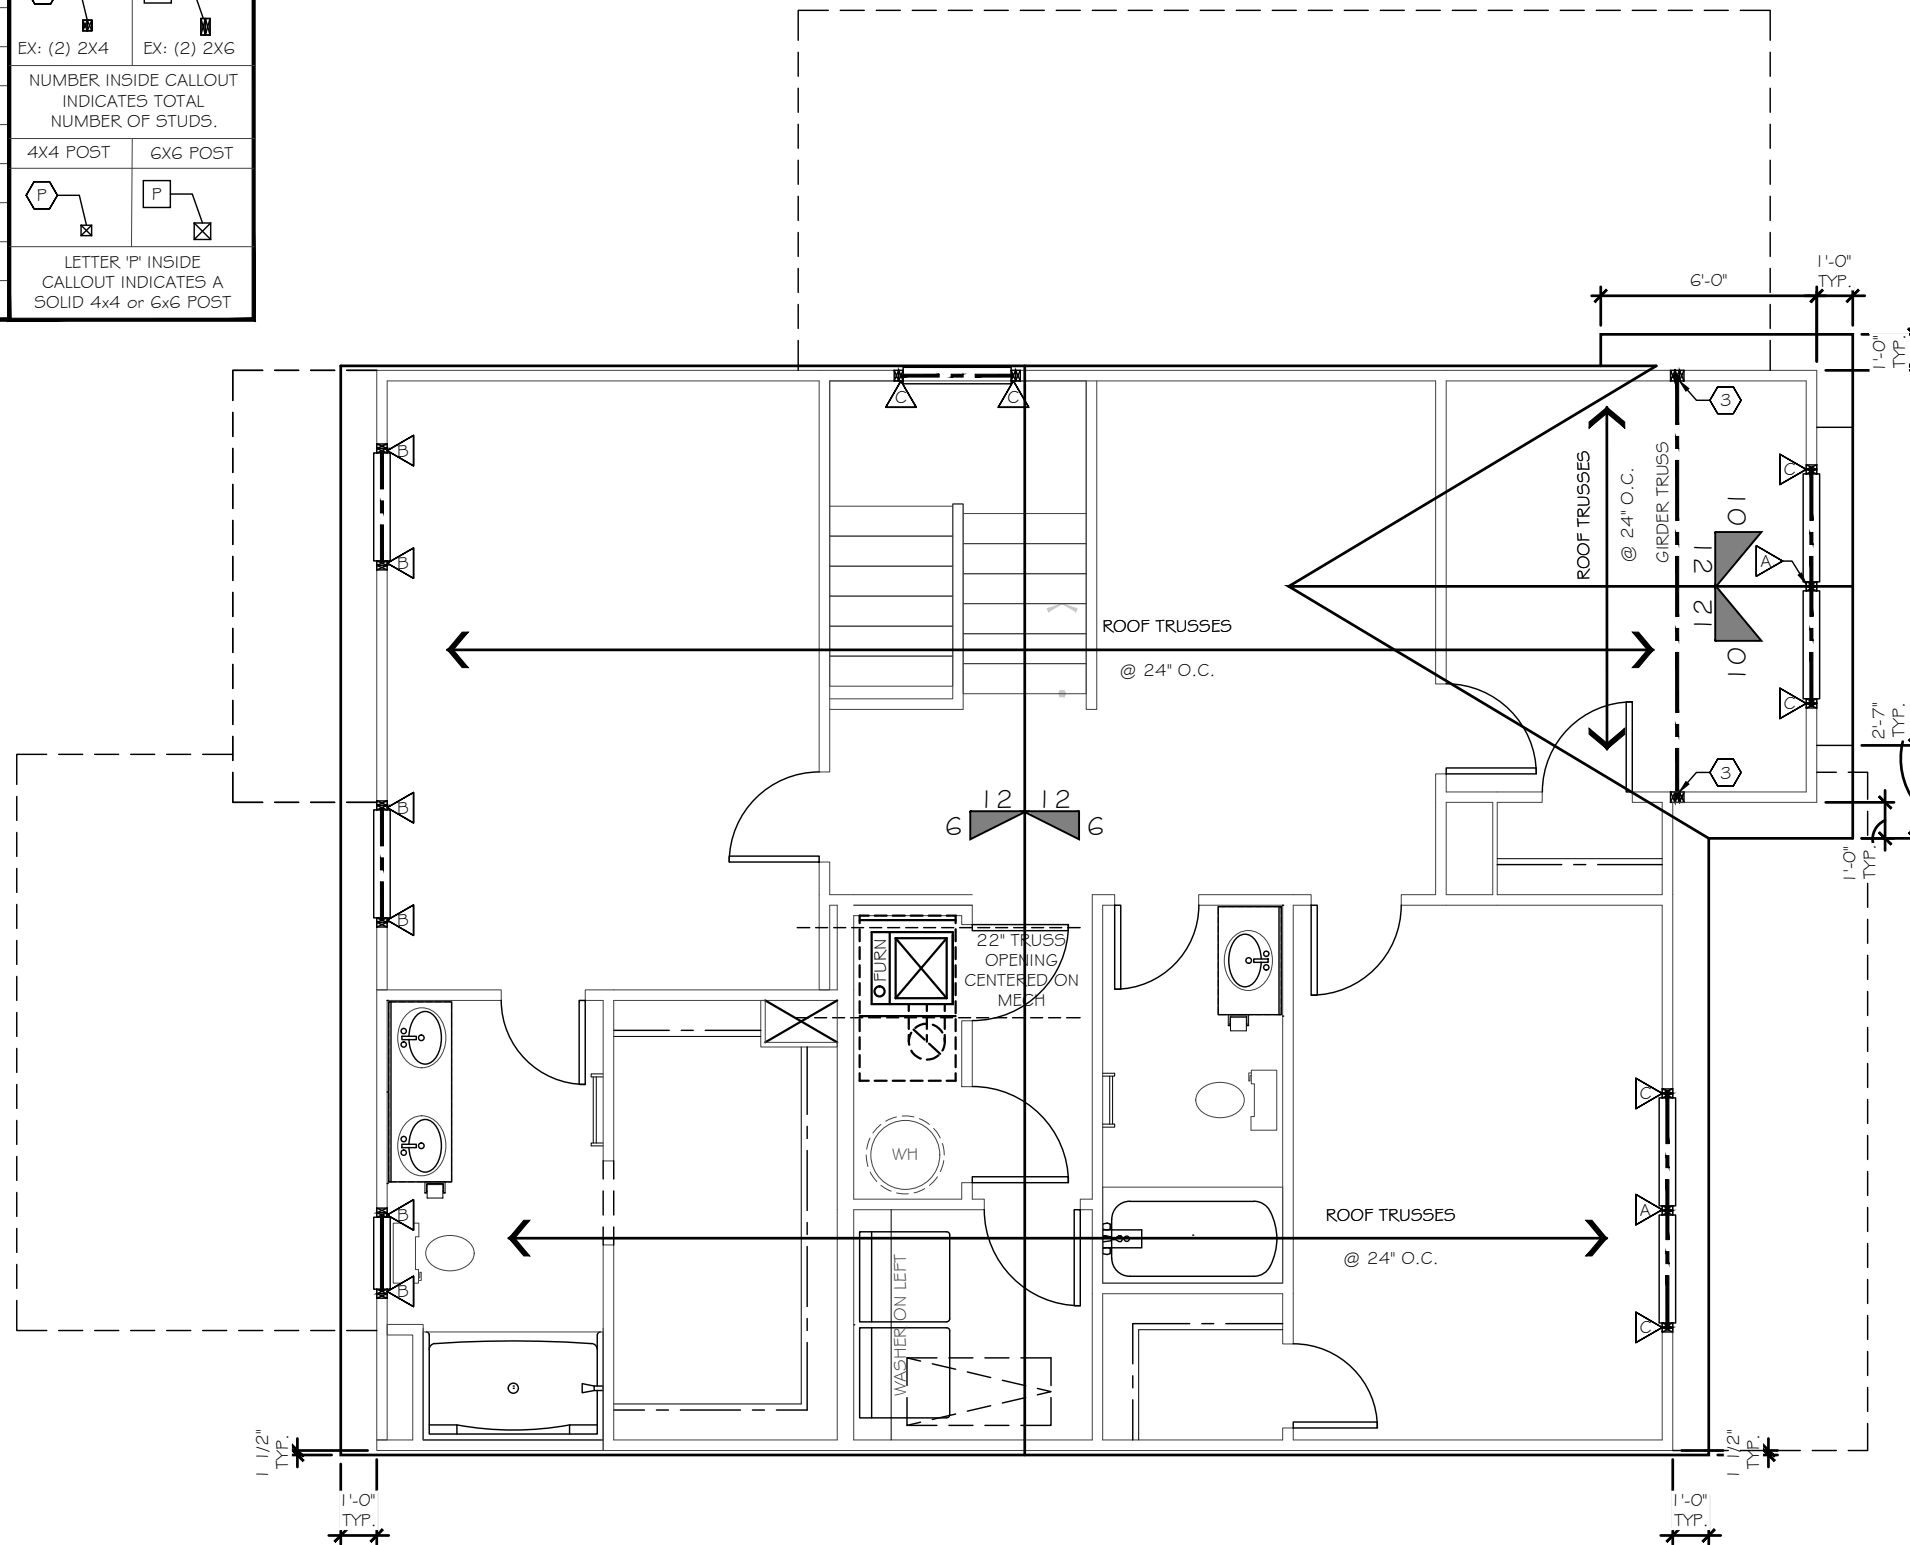 EX: (2) 2X4
EX: (2) 2X6
NUMBER INSIDE CALLOUT
INDICATES TOTAL
NUMBER OF STUDS.
4X4 POST
6X6 POST
P
P
LETTER 'P' INSIDE
CALLOUT INDICATES A
SOLID 4x4 or 6x6 POST
6'-0"
1'-0"
TYP.
1'-0"
TYP.
C
C
3
B
B
C
ROOF TRUSSES
@ 24" O.C.
GIRDER TRUSS
10
12
A
12
10
C
ROOF TRUSSES
@ 24" O.C.
2'-7"
TYP.
3
12
12
6
6
B
B
1'-0"
TYP.
FURN
22" TRUSS
OPENING
CENTERED ON
MECH
C
WH
B
A
ROOF TRUSSES
@ 24" O.C.
B
WASHER ON LEFT
C
1 1/2"
TYP.
1 1/2"
TYP.
1'-0"
TYP.
1'-0"
TYP.